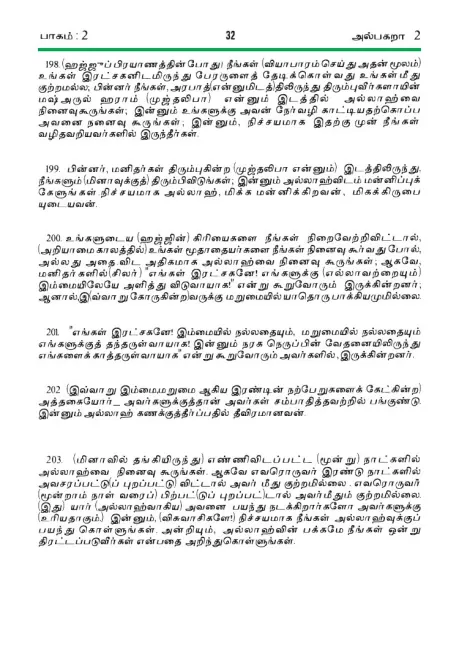 பாகம் : 2 32 அல்பகறா 2
198. (ஹஜ்ஜுப் பிரயாணத்தின் போது) நீங்கள் (வியாபாரம் செய்து அதன் மூலம்)
உங்கள் இரட்சகனிடமிருந்து பேரருளைத் தேடிக்கொள்வது உங்கள் மீது
குற்றமல்ல, பின்னர் நீங்கள், அரபாத்(என்னுமிடத்)திலிருந்து திரும்புவீர்களாயின்
மஷ்அருல் ஹராம் (முஜ்தலிபா) என்னும் இடத்தில் அல்லாஹ்வை
நினைவுகூருங்கள்; இன்னும் உங்களுக்கு அவன் நேர்வழி காட்டியதற்கொப்ப
அவனை நினைவு கூருங்கள்; இன்னும், நிச்சயமாக இதற்கு முன் நீங்கள்
வழிதவறியவர்களில் இருந்தீர்கள்.
199. பின்னர், மனிதர்கள் திரும்புகின்ற (முஜ்தலிபா என்னும்) இடத்திலிருந்து,
நீங்களும் (மினாவுக்குத்) திரும்பிவிடுங்கள்; இன்னும் அல்லாஹ்விடம் மன்னிப்புக்
கேளுங்கள் நிச்சயமாக அல்லாஹ், மிக்க மன்னிக்கிறவன், மிகக்கிருபை
யுடையவன்.
200. உங்களுடைய (ஹஜ்ஜின்) கிரியைகளை நீங்கள் நிறைவேற்றிவிட்டால்,
(அறியாமை காலத்தில்) உங்கள் மூதாதையர்களை நீங்கள் நினைவு கூர்வது போல்,
அல்லது அதை விட அதிகமாக அல்லாஹ்வை நினைவு கூருங்கள்; ஆகவே,
மனிதர்களில் (சிலர்) "எங்கள் இரட்சகனே! எங்களுக்கு (எல்லாவற்றையும்)
இம்மையிலேயே அளித்து விடுவாயாக!" என்று கூறுவோரும் இருக்கின்றனர்;
ஆனால், இவ்வாறு கோருகின்றவருக்கு மறுமையில் யாதொரு பாக்கியமுமில்லை.
201. "எங்கள் இரட்சகனே! இம்மையில் நல்லதையும், மறுமையில் நல்லதையும்
எங்களுக்குத் தந்தருள்வாயாக! இன்னும் நரக நெருப்பின் வேதனையிலிருந்து
எங்களைக் காத்தருள்வாயாக" என்று கூறுவோரும் அவர்களில், இருக்கின்றனர்.
202. (இவ்வாறு இம்மை,மறுமை ஆகிய இரண்டின் நற்பேறுகளைக் கேட்கின்ற)
அத்தகையோர்_ அவர்களுக்குத்தான் அவர்கள் சம்பாதித்தவற்றில் பங்குண்டு.
இன்னும் அல்லாஹ் கணக்குத்தீர்ப்பதில் தீவிரமானவன்.
203. (மினாவில் தங்கியிருந்து) எண்ணிவிடப்பட்ட (மூன்று) நாட்களில்
அல்லாஹ்வை நினைவு கூருங்கள். ஆகவே எவரொருவர் இரண்டு நாட்களில்
அவசரப்பட்டு(ப் புறப்பட்டு) விட்டால் அவர் மீது குற்றமில்லை. எவரொருவர்
(மூன்றாம் நாள் வரைப்) பிற்பட்(டுப் புறப்பட்)டால் அவர்மீதும் குற்றமில்லை.
(இது) யார் (அல்லாஹ்வாகிய) அவனை பயந்து நடக்கிறார்களோ அவர்களுக்கு
(உரியதாகும்.) இன்னும், (விசுவாசிகளே!) நிச்சயமாக நீங்கள் அல்லாஹ்வுக்குப்
பயந்து கொள்ளுங்கள். அன்றியும், அல்லாஹ்வின் பக்கமே நீங்கள் ஒன்று
திரட்டப்படுவீர்கள் என்பதை அறிந்துகொள்ளுங்கள்.